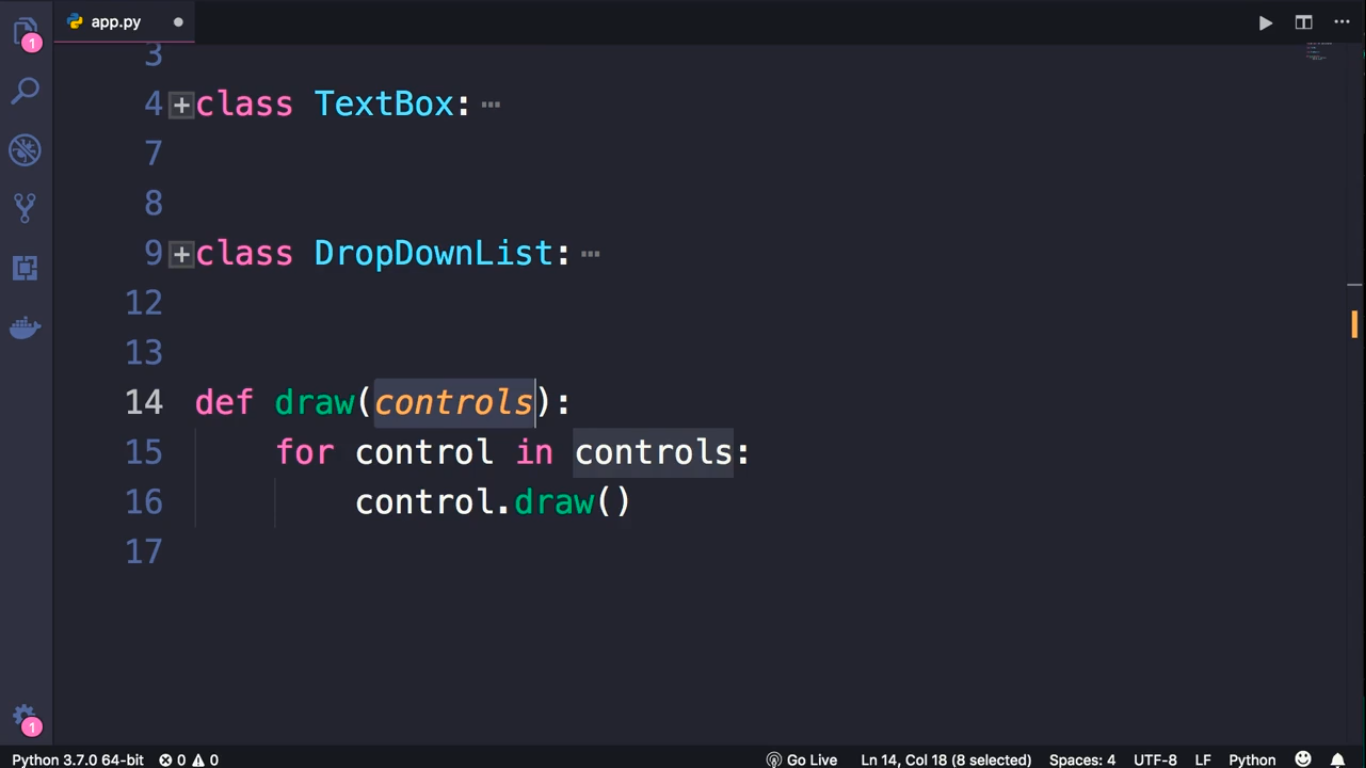 1
app.py
3
4 class TextBox:
7
8
9 class DropDownList:
12
13
14 def draw(controls):
15 for control in controls:
16 control.draw()
17
1
Python 3.7.0 64-bit 0 0 Go Live Ln 14, Col 18 (8 selected) Spaces: 4 UTF-8 LF Python